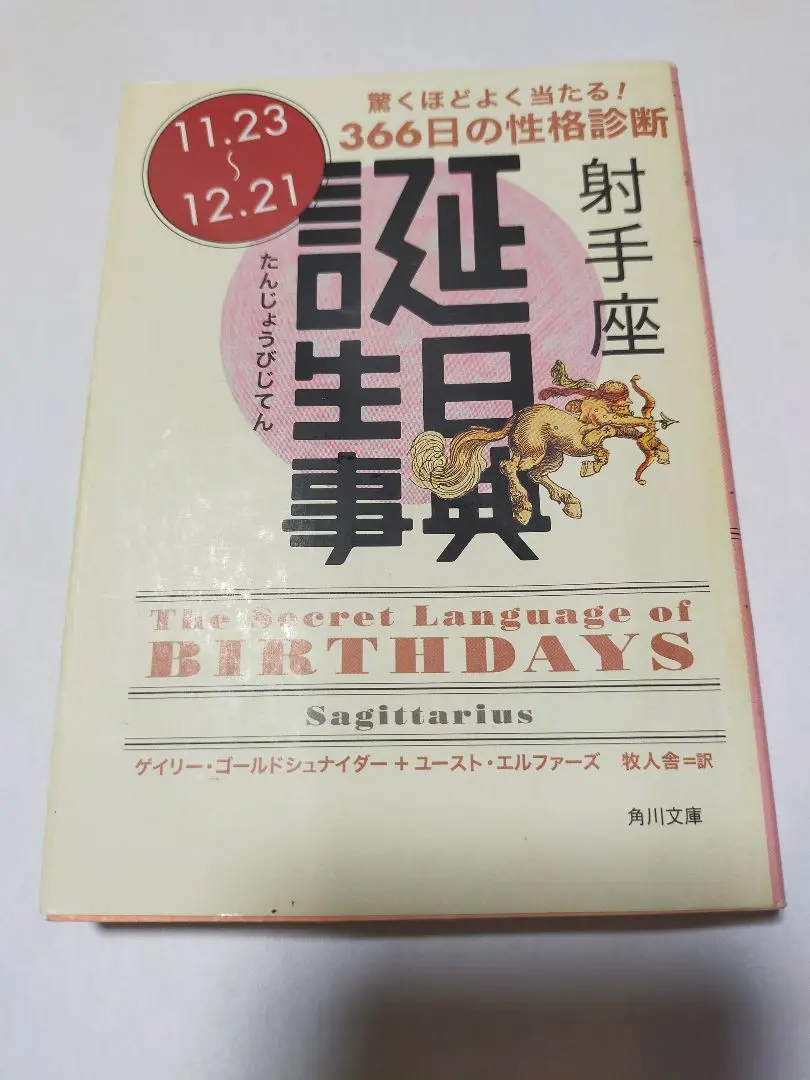 驚くほどよく当たる!
366日の性格診断
11.23
〜
12.21
射手座
誕生日事典
たんじょうびじてん
The Secret Language of
BIRTHDAYS
Sagittarius
ゲイリー・ゴールドシュナイダー+ユースト・エルファーズ 牧人舎=訳
角川文庫